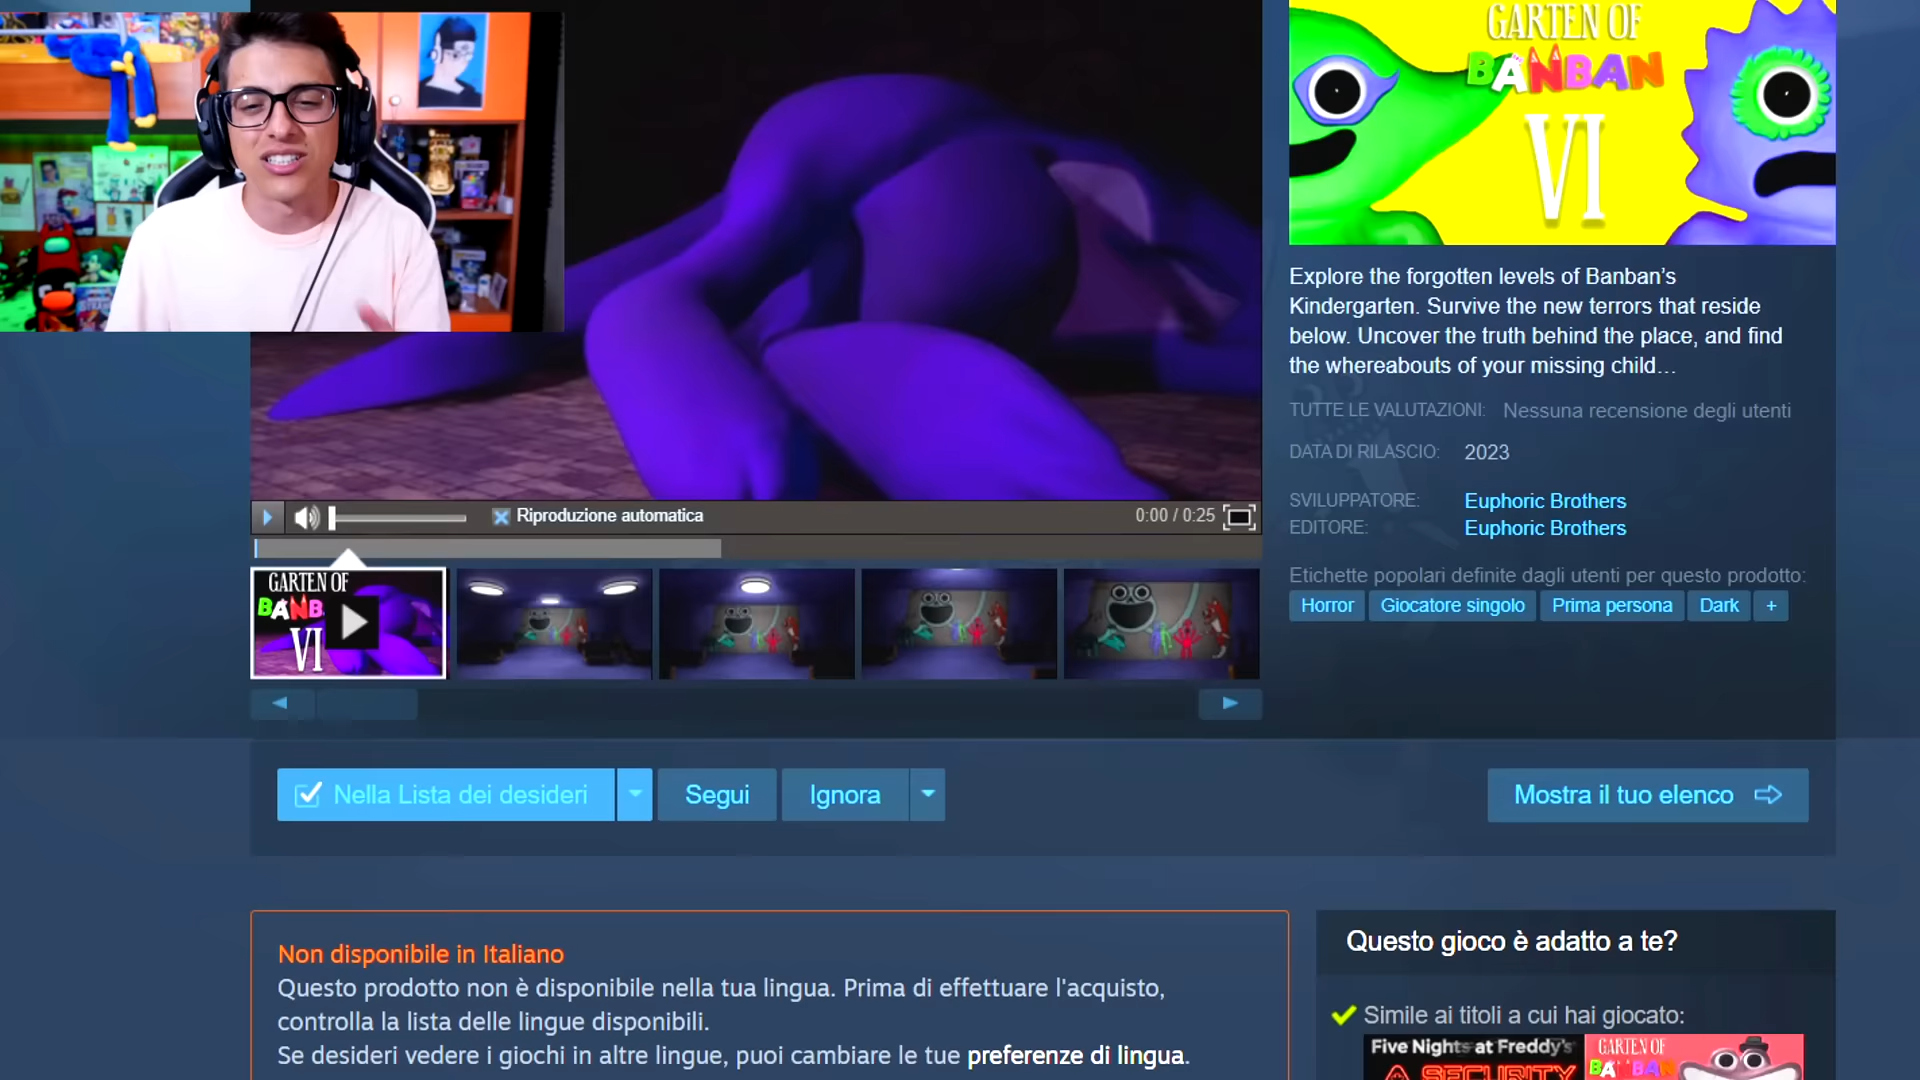 GARTEN OF
BANBAN
VI
Explore the forgotten levels of Banban's
Kindergarten. Survive the new terrors that reside
below. Uncover the truth behind the place, and find
the whereabouts of your missing child…
TUTTE LE VALUTAZIONI: Nessuna recensione degli utenti
DATA DI RILASCIO: 2023
SVILUPPATORE: Euphoric Brothers
EDITORE: Euphoric Brothers
Etichette popolari definite dagli utenti per questo prodotto:
Horror Giocatore singolo Prima persona Dark +
Riproduzione automatica
0:00 / 0:25
GARTEN OF
BANB
VI
Nella Lista dei desideri
Segui
Ignora
Mostra il tuo elenco
Non disponibile in Italiano
Questo prodotto non è disponibile nella tua lingua. Prima di effettuare l'acquisto,
controlla la lista delle lingue disponibili.
Se desideri vedere i giochi in altre lingue, puoi cambiare le tue preferenze di lingua.
Questo gioco è adatto a te?
Simile ai titoli a cui hai giocato:
Five Nights at Freddy's
SECURITY
GARTEN OF
BANBAN